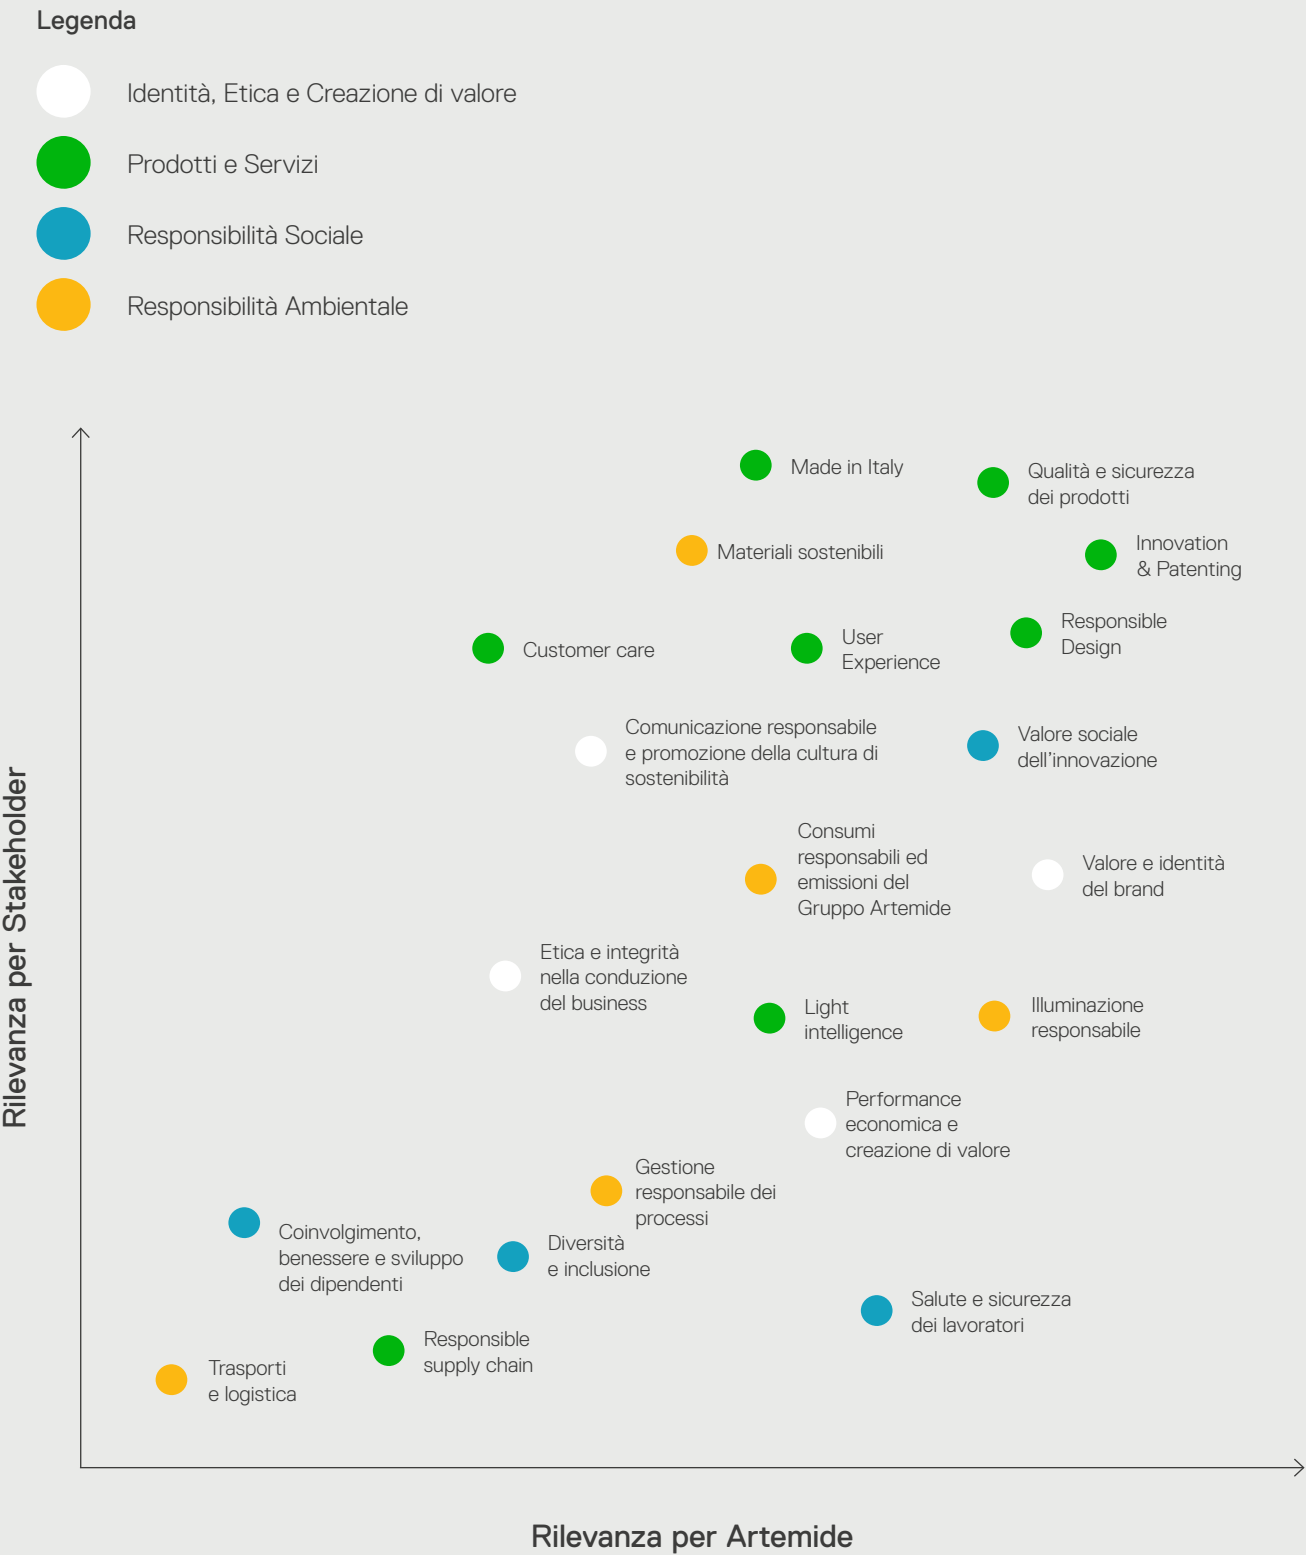 Legenda
Identità, Etica e Creazione di valore
Prodotti e Servizi
Responsibilità Sociale
Responsibilità Ambientale
Made in Italy
Qualità e sicurezza
dei prodotti
Materiali sostenibili
Innovation
& Patenting
Customer care
User
Experience
Responsible
Design
Comunicazione responsabile
e promozione della cultura di
sostenibilità
Valore sociale
dell'innovazione
Consumi
responsabili ed
emissioni del
Gruppo Artemide
Valore e identità
del brand
Etica e integrità
nella conduzione
del business
Light
intelligence
Illuminazione
responsabile
Performance
economica e
creazione di valore
Gestione
responsabile dei
processi
Coinvolgimento,
benessere e sviluppo
dei dipendenti
Diversità
e inclusione
Salute e sicurezza
dei lavoratori
Responsible
supply chain
Trasporti
e logistica
Rilevanza per Stakeholder
Rilevanza per Artemide